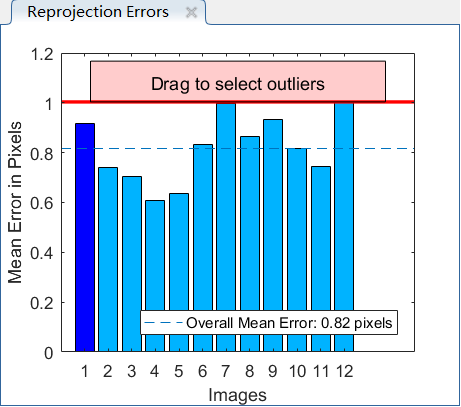 Reprojection Errors
1.2
Drag to select outliers
1
0.8
0.6
0.4
0.2
0
Mean Error in Pixels
Overall Mean Error: 0.82 pixels
1 2 3 4 5 6 7 8 9 10 11 12
Images